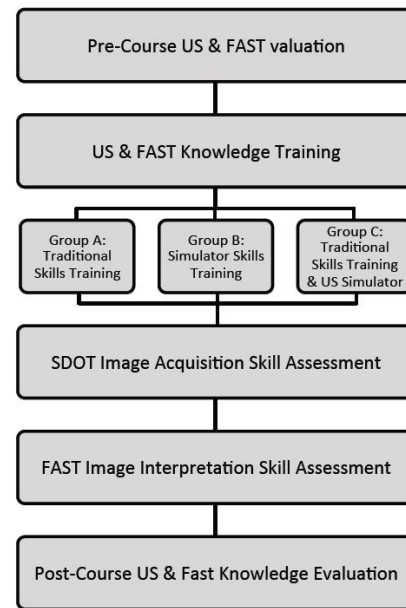 Pre-Course US & FAST valuation
US & FAST Knowledge Training
Group A:
Traditional
Skills Training
Group B:
Simulator Skills
Training
Group C:
Traditional
Skills Training
& US Simulator
SDOT Image Acquisition Skill Assessment
FAST Image Interpretation Skill Assessment
Post-Course US & Fast Knowledge Evaluation